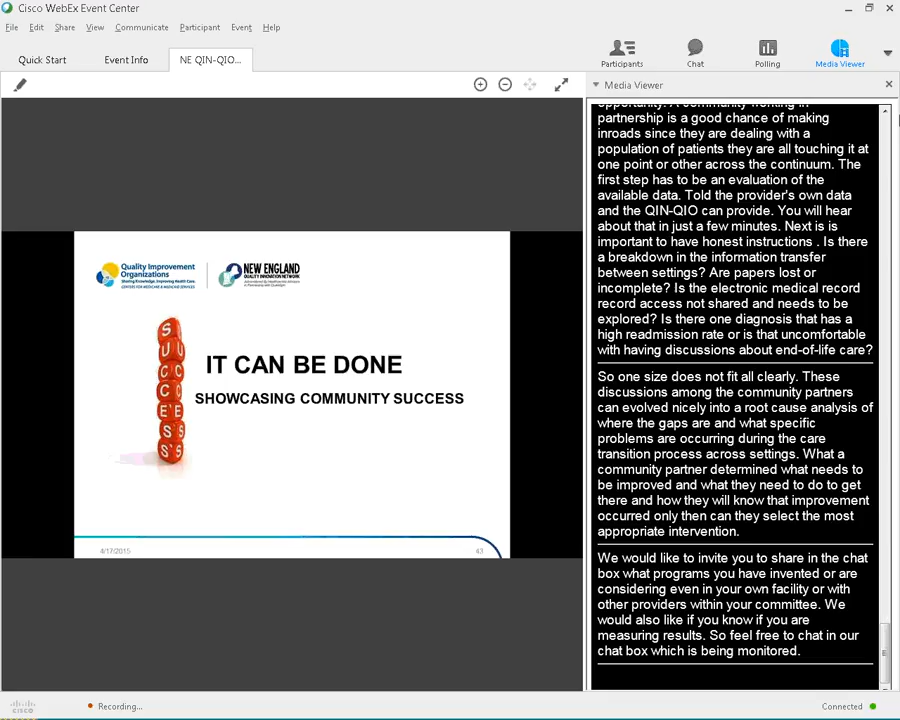 Cisco WebEx Event Center
File Edit Share View Communicate Participant Event Help
Quick Start Event Info NE QIN-QIO...
Participants Chat Polling Media Viewer
Media Viewer
opportunity. A community working in
partnership is a good chance of making
inroads since they are dealing with a
population of patients they are all touching it at
one point or other across the continuum. The
first step has to be an evaluation of the
available data. Told the provider's own data
and the QIN-QIO can provide. You will hear
about that in just a few minutes. Next is is
important to have honest instructions . Is there
a breakdown in the information transfer
between settings? Are papers lost or
incomplete? Is the electronic medical record
record access not shared and needs to be
explored? Is there one diagnosis that has a
high readmission rate or is that uncomfortable
with having discussions about end-of-life care?
So one size does not fit all clearly. These
discussions among the community partners
can evolved nicely into a root cause analysis of
where the gaps are and what specific
problems are occurring during the care
transition process across settings. What a
community partner determined what needs to
be improved and what they need to do to get
there and how they will know that improvement
occurred only then can they select the most
appropriate intervention.
We would like to invite you to share in the chat
box what programs you have invented or are
considering even in your own facility or with
other providers within your committee. We
would also like if you know if you are
measuring results. So feel free to chat in our
chat box which is being monitored.
Quality Improvement
Organizations
Sharing Knowledge. Improving Health Care.
CENTERS FOR MEDICARE & MEDICAID SERVICES
NEW ENGLAND
QUALITY INNOVATION NETWORK
SUCCESS
IT CAN BE DONE
SHOWCASING COMMUNITY SUCCESS
4/17/2015
43
cisco
Recording...
Connected